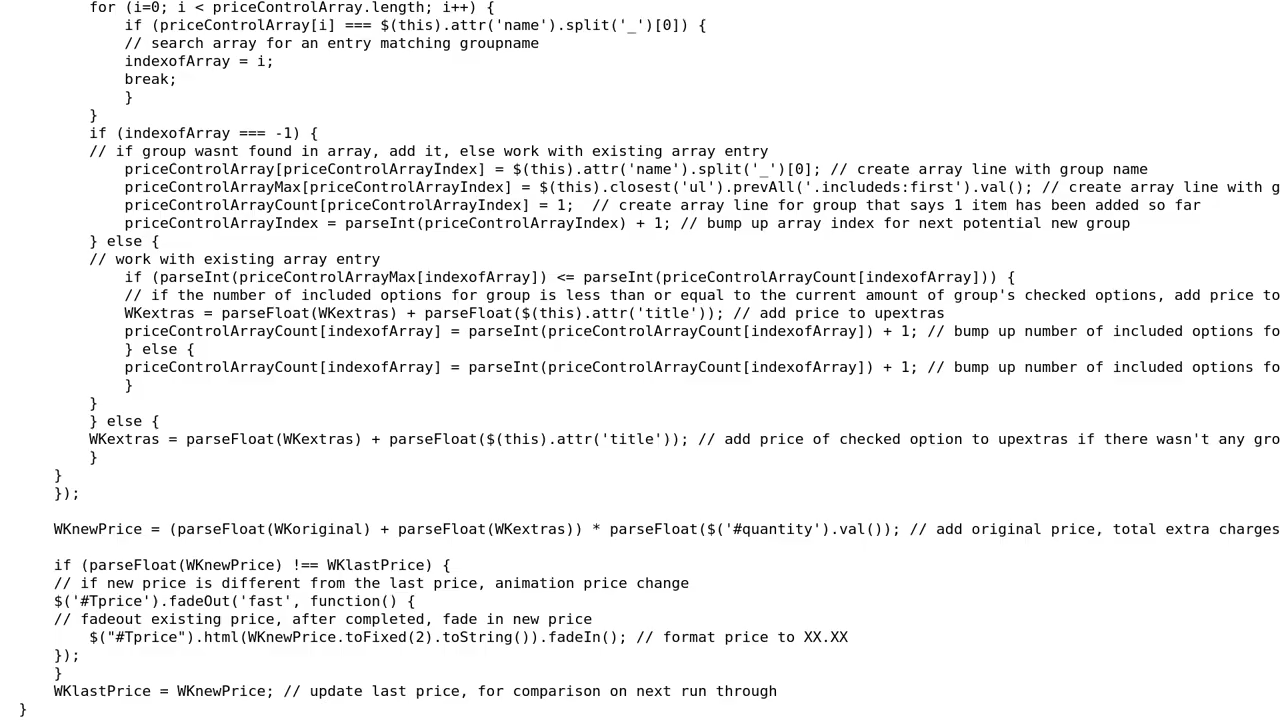 for (i=0; i < priceControlArray.length; i++) {
if (priceControlArray[i] === $(this).attr('name').split('_')[0]) {
// search array for an entry matching groupname
indexofArray = i;
break;
}
}
if (indexofArray === -1) {
// if group wasnt found in array, add it, else work with existing array entry
priceControlArray[priceControlArrayIndex] = $(this).attr('name').split('_')[0]; // create array line with group name
priceControlArrayMax[priceControlArrayIndex] = $(this).closest('ul').prevAll('.includeds:first').val(); // create array line with g
priceControlArrayCount[priceControlArrayIndex] = 1;  // create array line for group that says 1 item has been added so far
priceControlArrayIndex = parseInt(priceControlArrayIndex) + 1; // bump up array index for next potential new group
} else {
// work with existing array entry
if (parseInt(priceControlArrayMax[indexofArray]) <= parseInt(priceControlArrayCount[indexofArray])) {
// if the number of included options for group is less than or equal to the current amount of group's checked options, add price to
WKextras = parseFloat(WKextras) + parseFloat($(this).attr('title')); // add price to upextras
priceControlArrayCount[indexofArray] = parseInt(priceControlArrayCount[indexofArray]) + 1; // bump up number of included options fo
} else {
priceControlArrayCount[indexofArray] = parseInt(priceControlArrayCount[indexofArray]) + 1; // bump up number of included options fo
}
}
} else {
WKextras = parseFloat(WKextras) + parseFloat($(this).attr('title')); // add price of checked option to upextras if there wasn't any gro
}
}
});
WKnewPrice = (parseFloat(WKoriginal) + parseFloat(WKextras)) * parseFloat($('#quantity').val()); // add original price, total extra charges
if (parseFloat(WKnewPrice) !== WKlastPrice) {
// if new price is different from the last price, animation price change
$('#Tprice').fadeOut('fast', function() {
// fadeout existing price, after completed, fade in new price
$("#Tprice").html(WKnewPrice.toFixed(2).toString()).fadeIn(); // format price to XX.XX
});
}
WKlastPrice = WKnewPrice; // update last price, for comparison on next run through
}